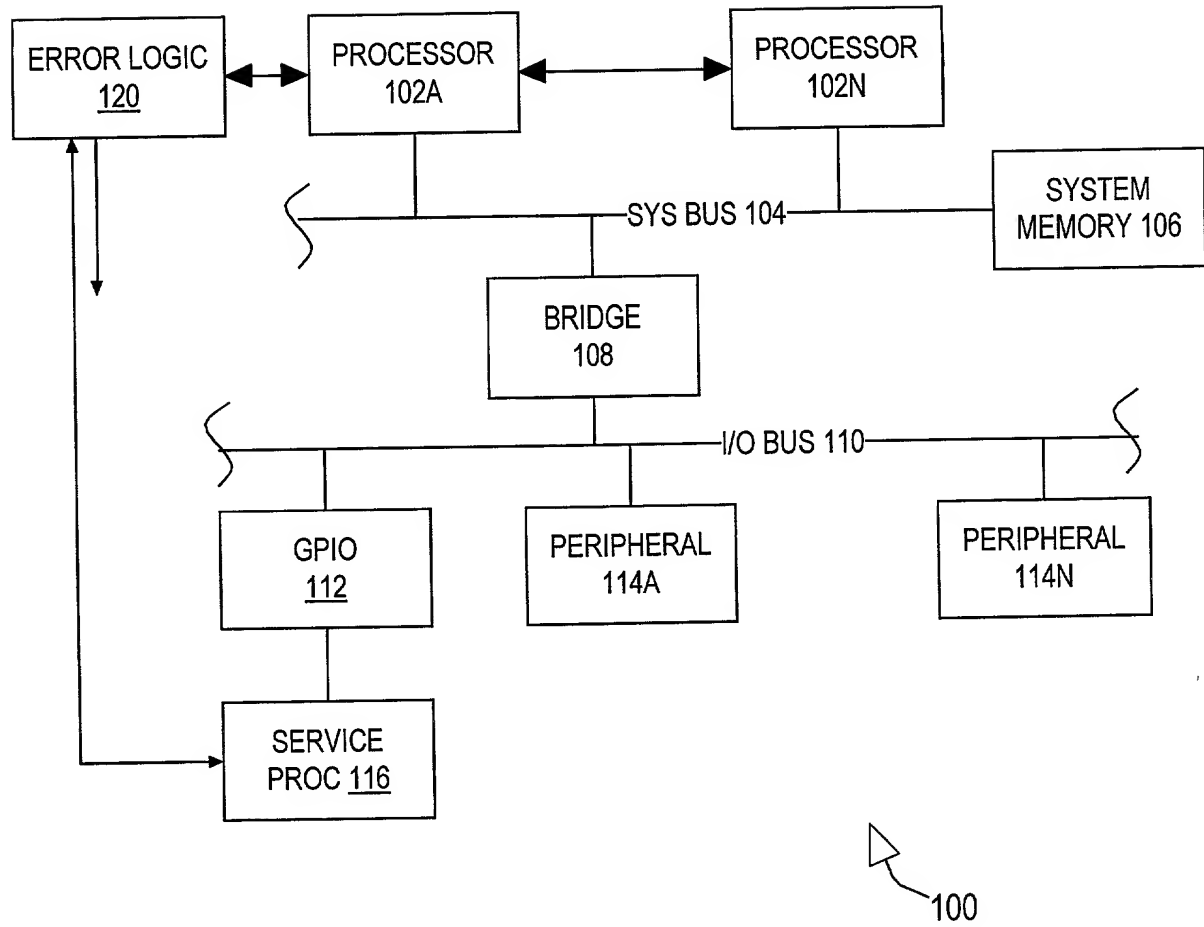 ERROR LOGIC
120
PROCESSOR
102A
PROCESSOR
102N
SYSTEM
MEMORY 106
SYS BUS 104
BRIDGE
108
I/O BUS 110
GPIO
112
PERIPHERAL
114A
PERIPHERAL
114N
SERVICE
PROC 116
100